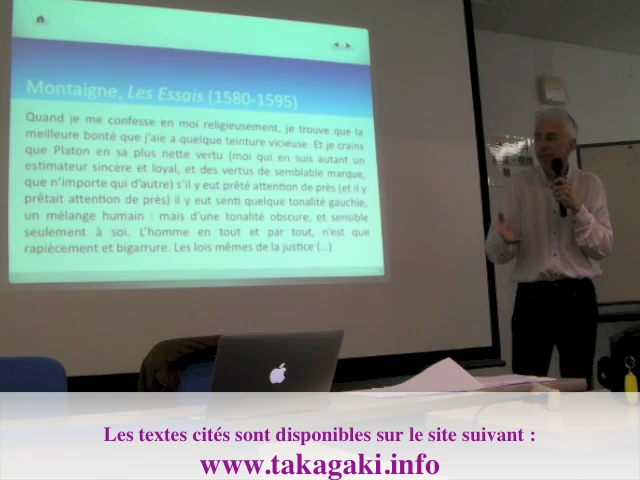 Montaigne, Les Essais (1580-1595)
Quand je me confesse en moi religieusement, je trouve que la
meilleure bonté que j'aie a quelque teinture vicieuse. Et je crains
que Platon en sa plus nette vertu (moi qui en suis autant un
estimateur sincère et loyal, et des vertus de semblable marque,
que n'importe qui d'autre) s'il y eut prêté attention de près (et il y
prêtait attention de près) il y eut senti quelque tonalité gauchie,
un mélange humain : mais d'une tonalité obscure, et sensible
seulement à soi. L'homme en tout et par tout, n'est que
rapiècement et bigarrure. Les lois mêmes de la justice (...)
Les textes cités sont disponibles sur le site suivant :
www.takagaki.info